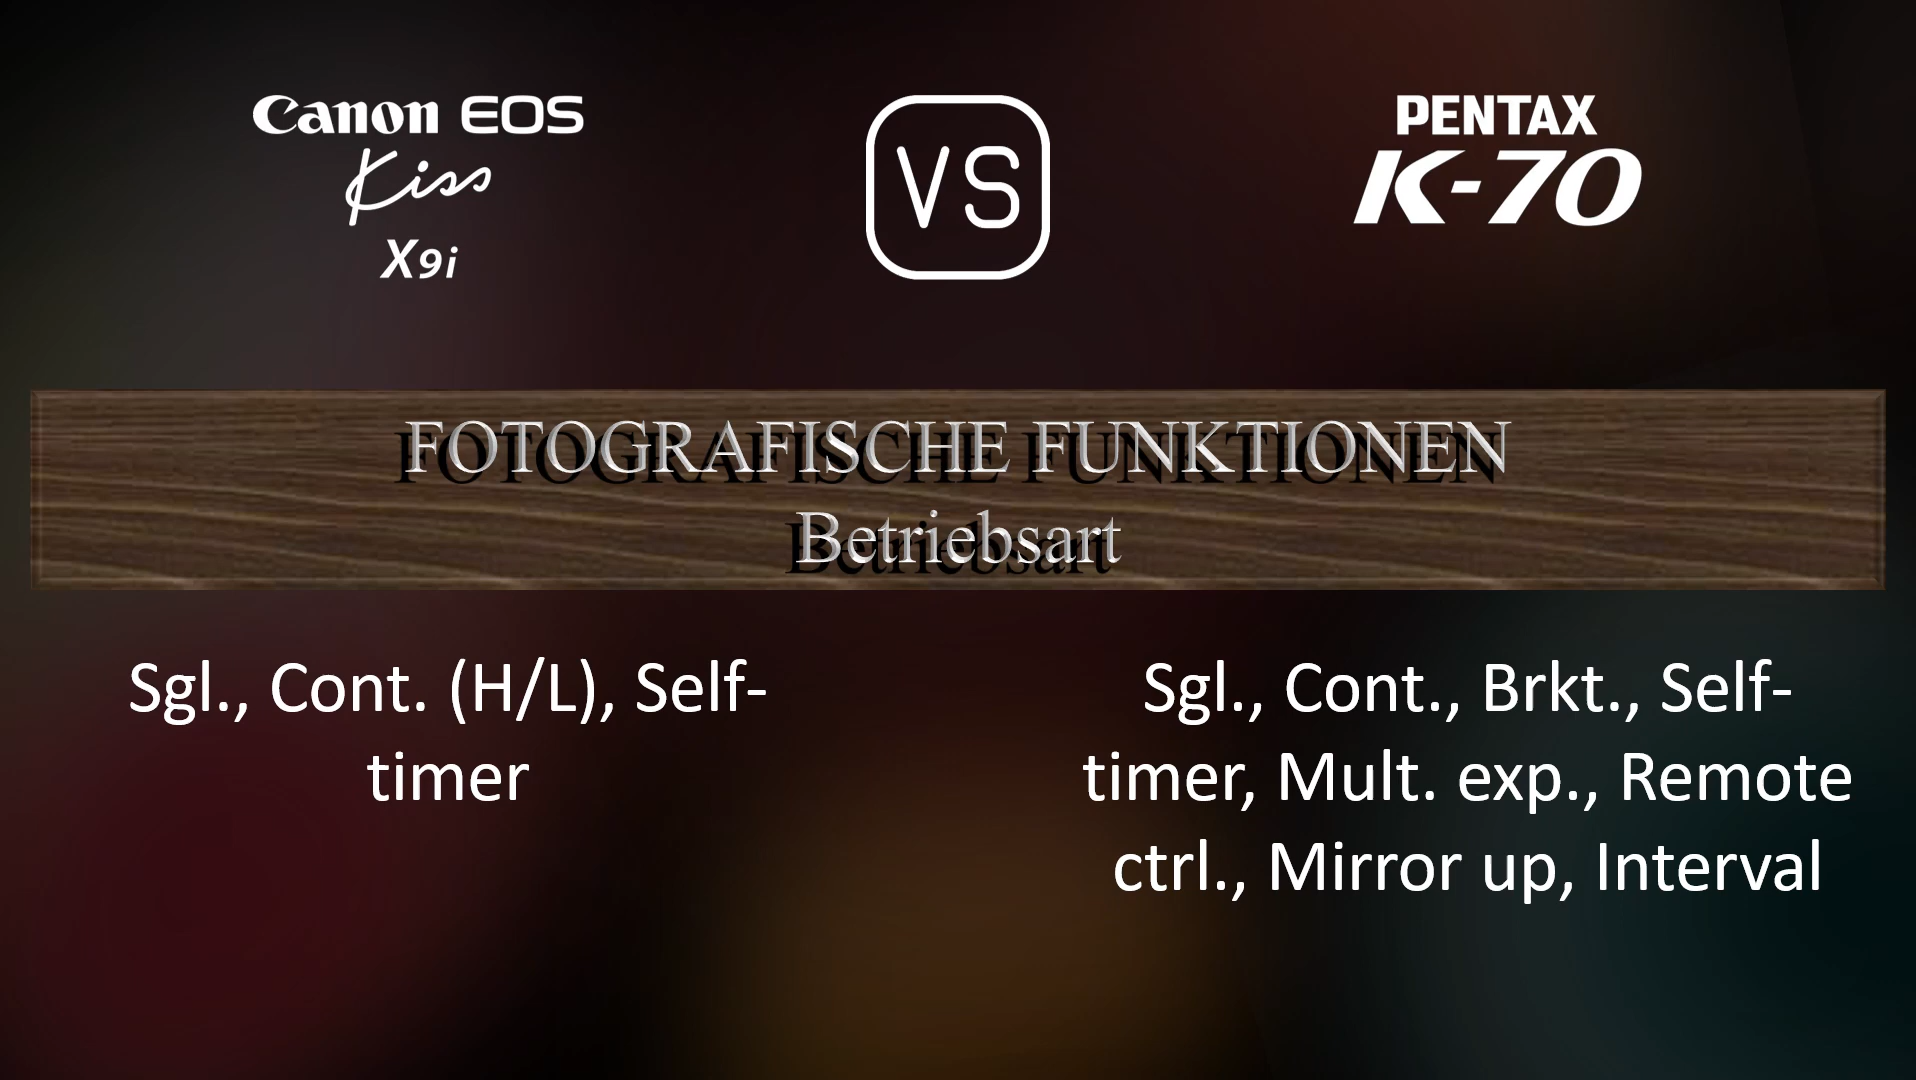 Canon EOS
Kiss
X9i
VS
PENTAX
K-70
FOTOGRAFISCHE FUNKTIONEN
Betriebsart
Sgl., Cont. (H/L), Self-
timer
Sgl., Cont., Brkt., Self-
timer, Mult. exp., Remote
ctrl., Mirror up, Interval